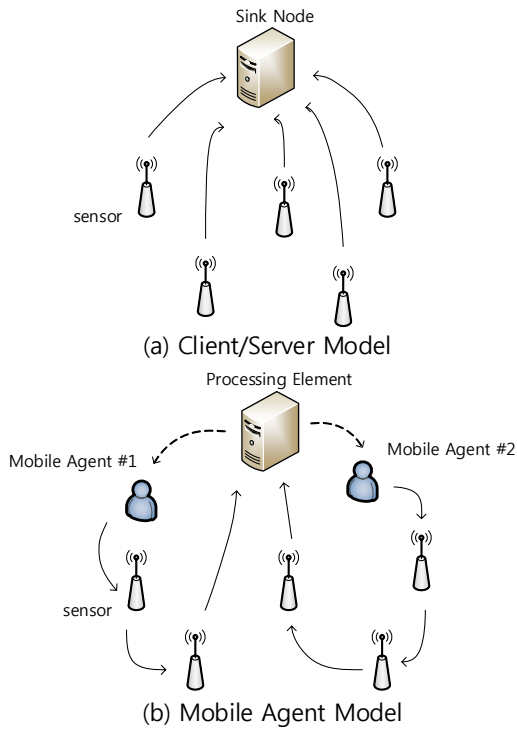 Sink Node
sensor
(a) Client/Server Model
Processing Element
Mobile Agent #1
Mobile Agent #2
sensor
(b) Mobile Agent Model